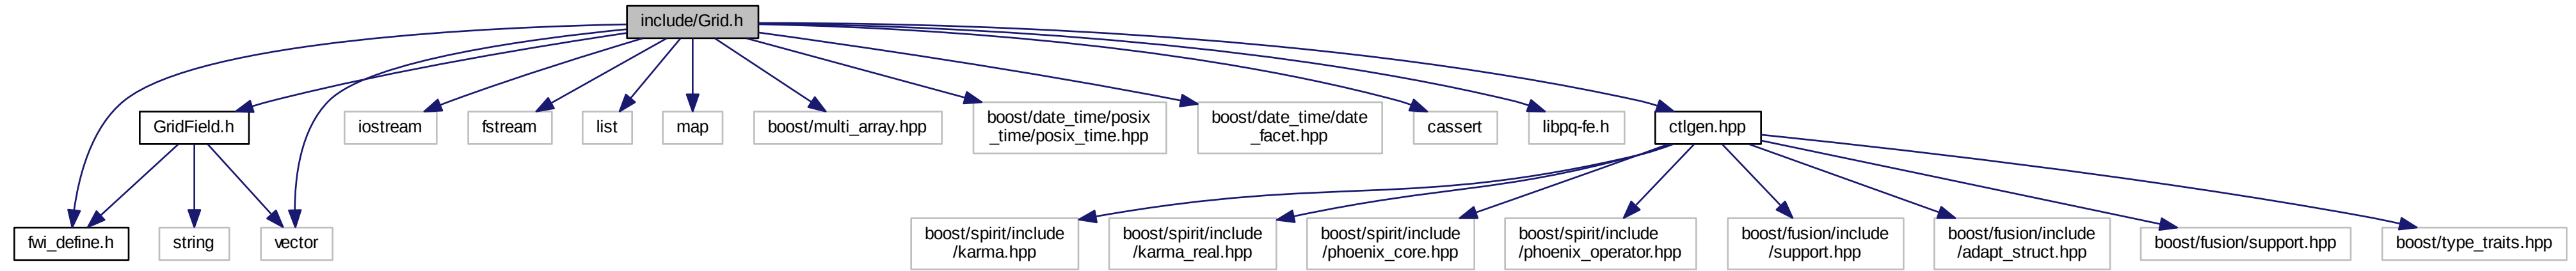 include/Grid.h
GridField.h
iostream
fstream
list
map
boost/multi_array.hpp
boost/date_time/posix
_time/posix_time.hpp
boost/date_time/date
_facet.hpp
cassert
libpq-fe.h
ctlgen.hpp
fwi_define.h
string
vector
boost/spirit/include
/karma.hpp
boost/spirit/include
/karma_real.hpp
boost/spirit/include
/phoenix_core.hpp
boost/spirit/include
/phoenix_operator.hpp
boost/fusion/include
/support.hpp
boost/fusion/include
/adapt_struct.hpp
boost/fusion/support.hpp
boost/type_traits.hpp